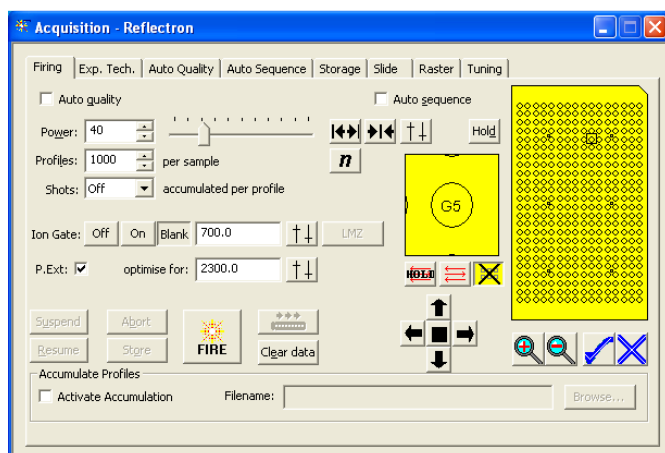 Acquisition - Reflectron
Firing Exp. Tech. Auto Quality Auto Sequence Storage Slide Raster Tuning
Auto quality Auto sequence
Power: 40 Hold
Profiles: 1000 per sample n
Shots: Off accumulated per profile
G5
Ion Gate: Off On Blank 700.0 LMZ
P.Ext: optimise for: 2300.0 HOLD
Suspend Abort
Resume Store FIRE Clear data
Accumulate Profiles
Activate Accumulation Filename: Browse...